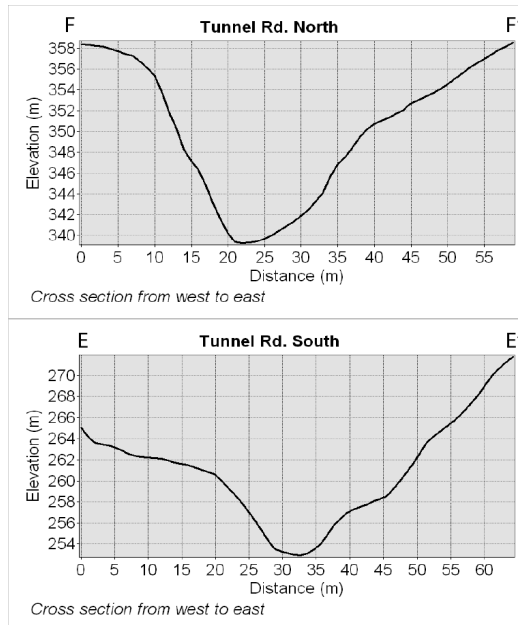 F Tunnel Rd. North F'
358
356
354
352
350
348
346
344
342
340
Elevation (m)
0 5 10 15 20 25 30 35 40 45 50 55
Distance (m)
Cross section from west to east
E Tunnel Rd. South E'
270
268
266
264
262
260
258
256
254
Elevation (m)
0 5 10 15 20 25 30 35 40 45 50 55 60
Distance (m)
Cross section from west to east